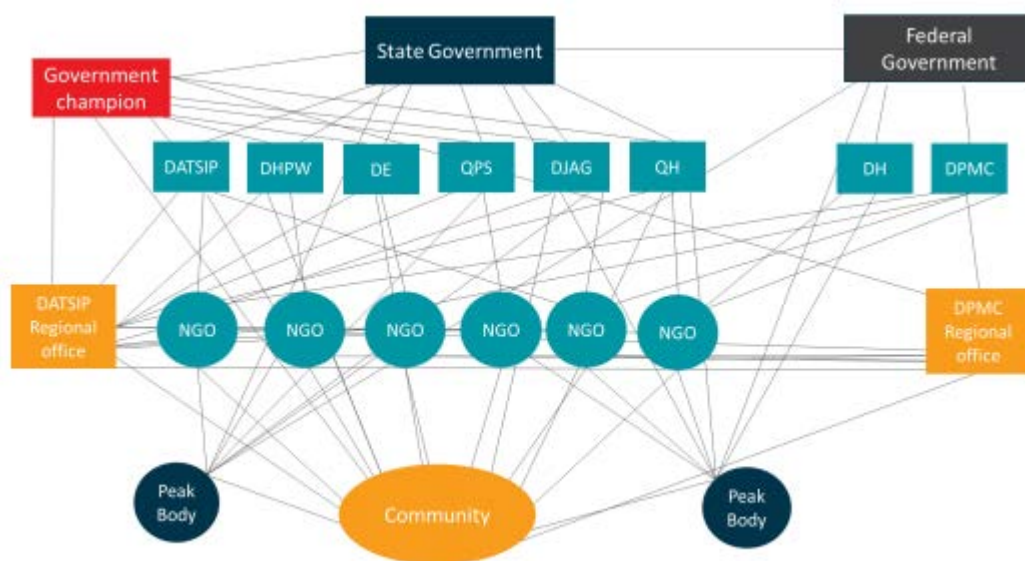 State Government
Federal
Government
Government
champion
DATSIP
DHPW
DE
QPS
DJAG
QH
DH
DPMC
DATSIP
Regional
office
NGO
NGO
NGO
NGO
NGO
NGO
DPMC
Regional
office
Peak
Body
Community
Peak
Body